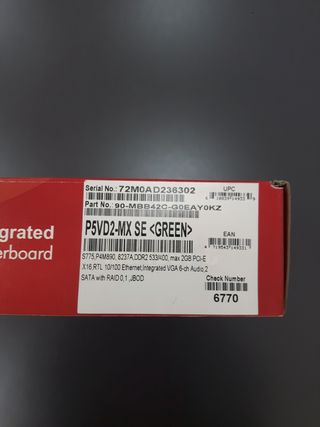 Serial No.: 72M0AD236302
UPC
Part No.: 90-MBB42C-G0EAY0KZ
P5VD2-MX SE <GREEN>
EAN
S775,P4M890, 8237A,DDR2 533/400, max 2GB PCI-E
X16,RTL 10/100 Ethernet,Integrated VGA 6-ch Audio,2
SATA with RAID 0,1 ,JBOD
Check Number
6770
grated
erboard